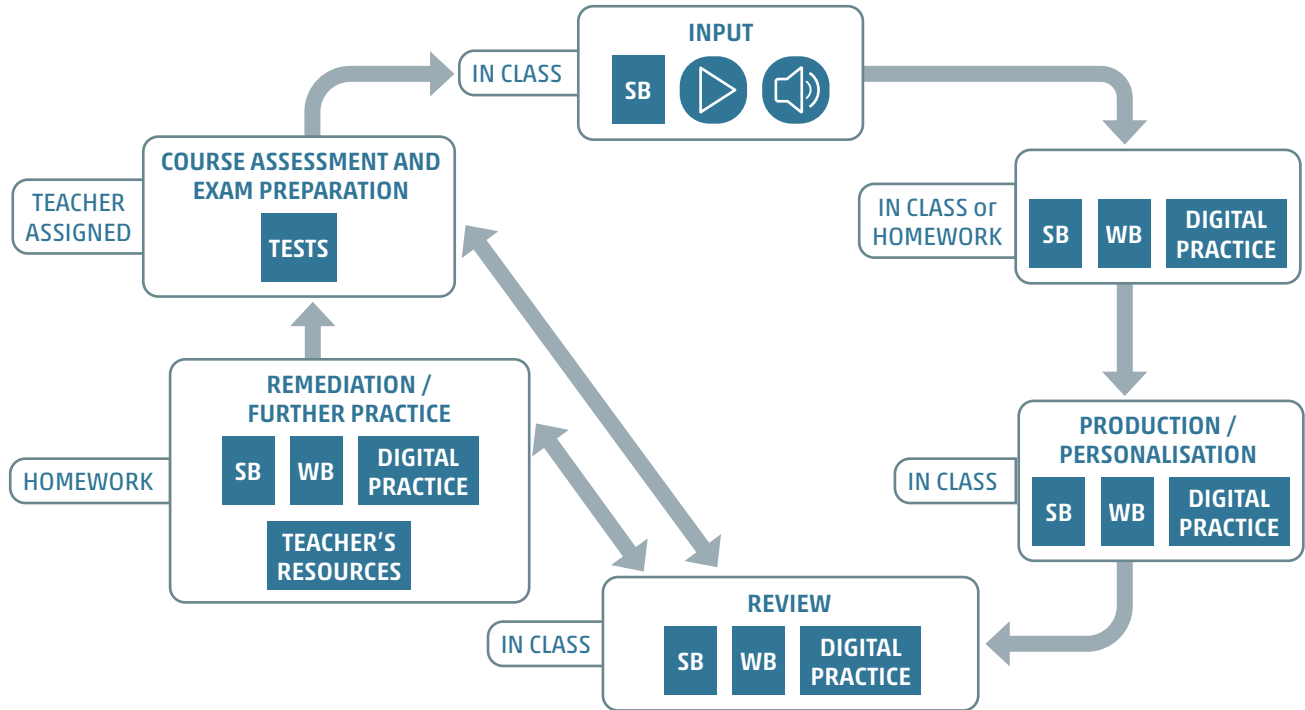 INPUT
IN CLASS
SB
COURSE ASSESSMENT AND
EXAM PREPARATION
TEACHER
ASSIGNED
TESTS
IN CLASS or
HOMEWORK
SB WB DIGITAL
PRACTICE
REMEDIATION /
FURTHER PRACTICE
HOMEWORK
SB WB DIGITAL
PRACTICE
TEACHER'S
RESOURCES
PRODUCTION /
PERSONALISATION
IN CLASS
SB WB DIGITAL
PRACTICE
REVIEW
IN CLASS
SB WB DIGITAL
PRACTICE